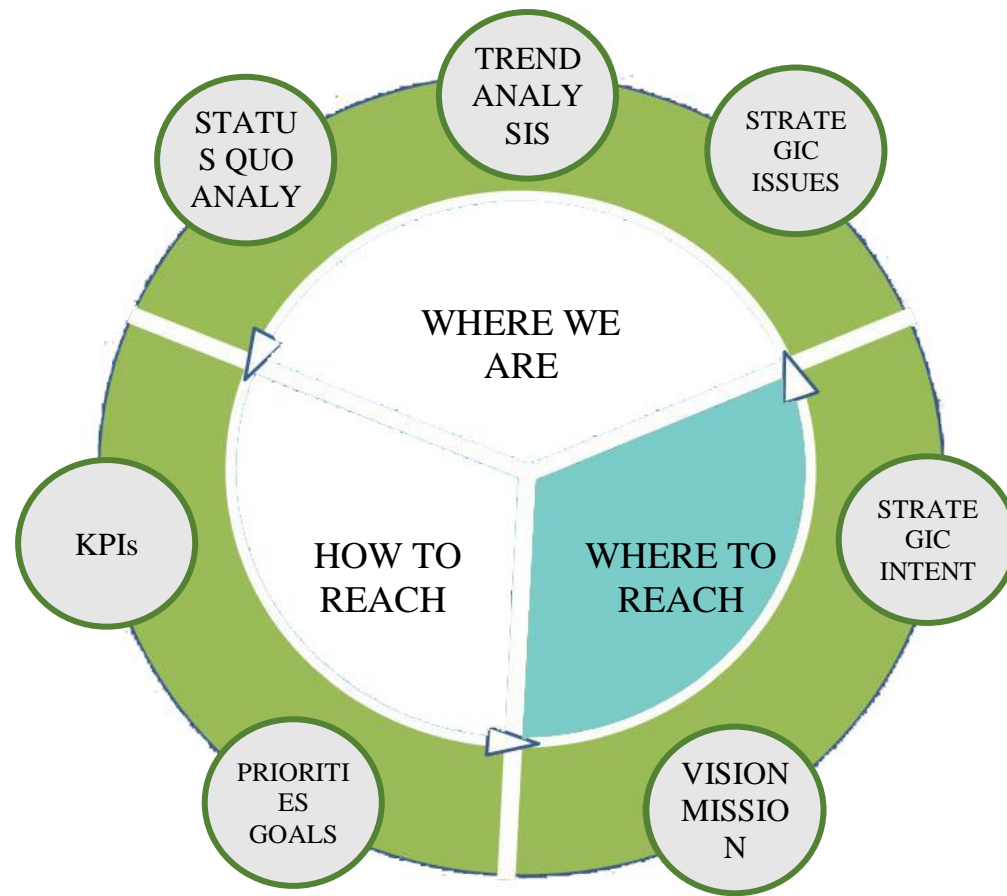 TREND
ANALY
SIS
STATU
S QUO
ANALY
STRATE
GIC
ISSUES
WHERE WE
ARE
KPIs
HOW TO
REACH
WHERE TO
REACH
STRATE
GIC
INTENT
PRIORITI
ES
GOALS
VISION
MISSIO
N